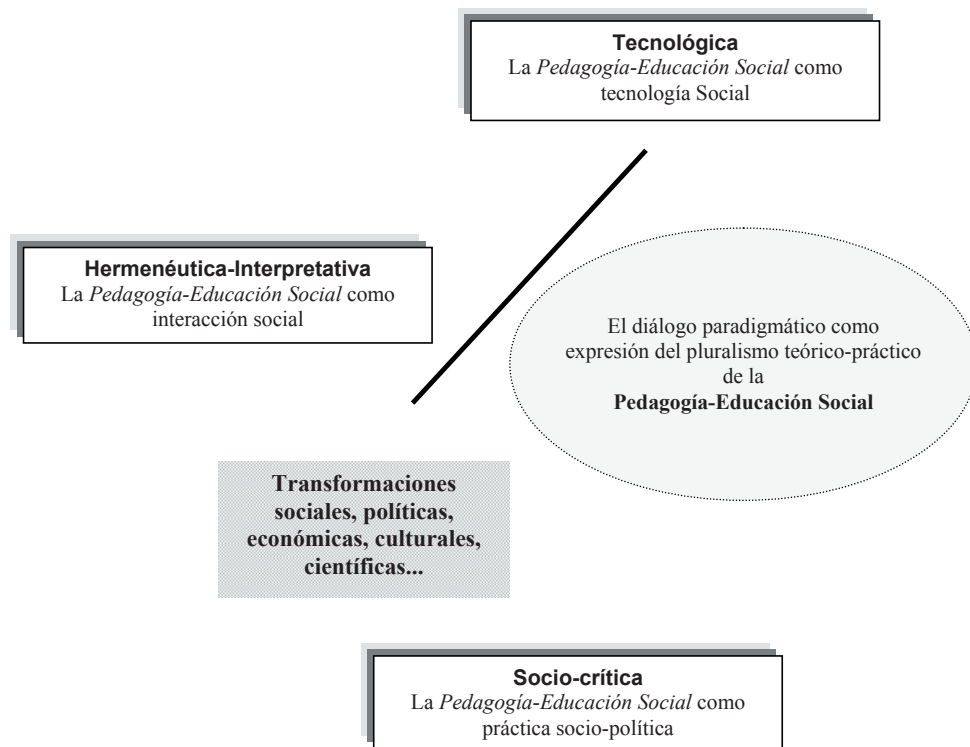 Tecnológica
La Pedagogía-Educación Social como
tecnología Social
Hermenéutica-Interpretativa
La Pedagogía-Educación Social como
interacción social
El diálogo paradigmático como
expresión del pluralismo teórico-práctico
de la
Pedagogía-Educación Social
Transformaciones
sociales, políticas,
económicas, culturales,
científicas...
Socio-crítica
La Pedagogía-Educación Social como
práctica socio-política